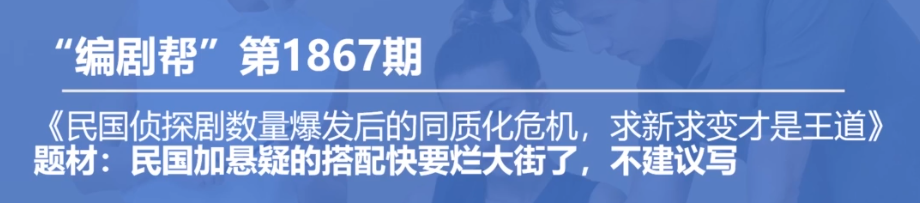 “编剧帮”第1867期
《民国侦探剧数量爆发后的同质化危机，求新求变才是王道》
题材：民国加悬疑的搭配快要烂大街了，不建议写